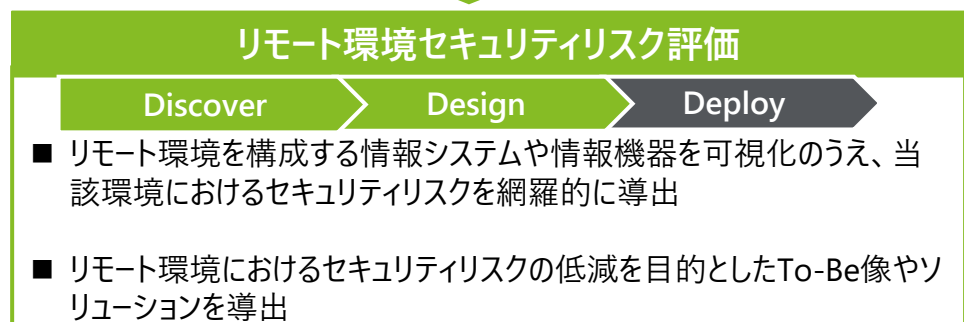 リモート環境セキュリティリスク評価
Discover Design Deploy
■ リモート環境を構成する情報システムや情報機器を可視化のうえ、当
該環境におけるセキュリティリスクを網羅的に導出
■ リモート環境におけるセキュリティリスクの低減を目的としたTo-Be像やソ
リューションを導出